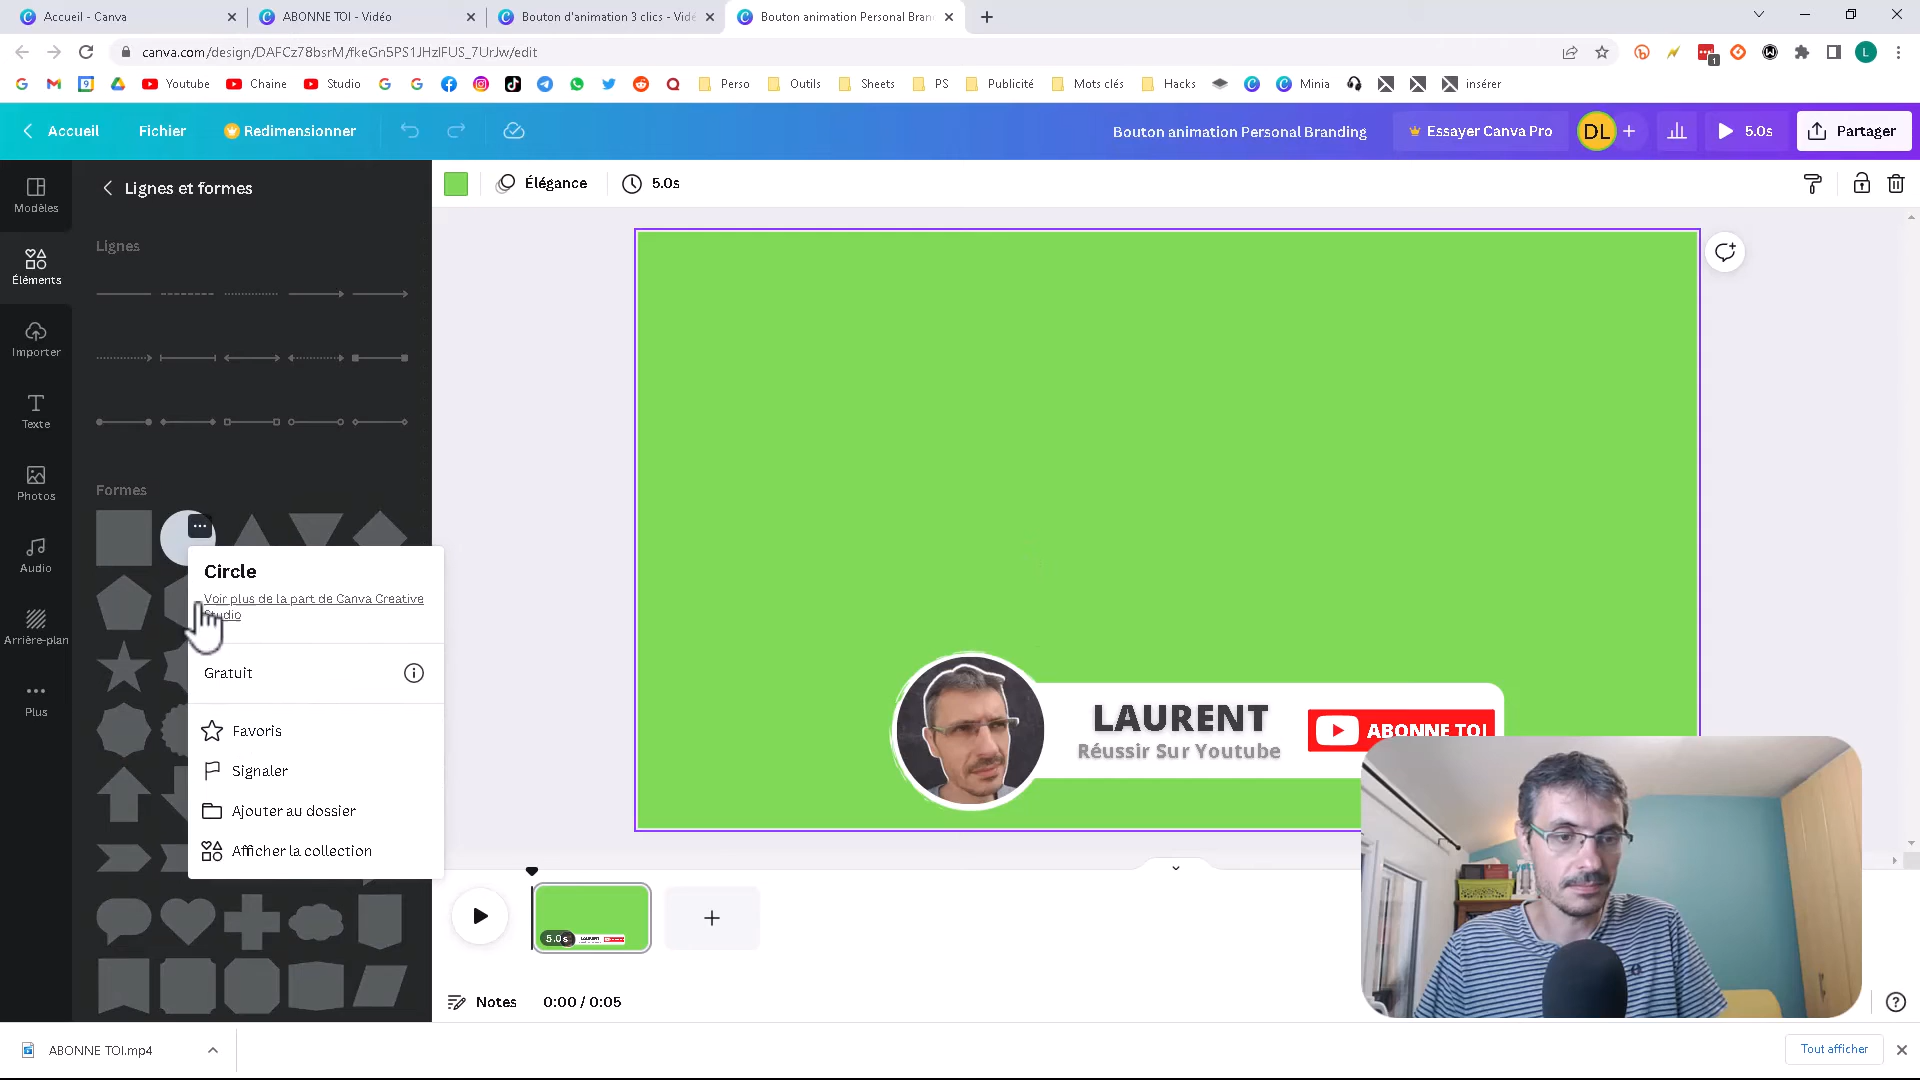 Accueil - Canva
ABONNE TOI - Vidéo
Bouton d'animation 3 clics - Vidé
Bouton animation Personal Bran
canva.com/design/DAFCz78bsrM/fkeGn5PS1JHzIFUS_7UrJw/edit
Youtube
Chaine
Studio
Perso
Outils
Sheets
PS
Publicité
Mots clés
Hacks
Minia
insérer
Accueil
Fichier
Redimensionner
Bouton animation Personal Branding
Essayer Canva Pro
DL
5.0s
Partager
Modèles
Éléments
Importer
Texte
Photos
Audio
Arrière-plan
Plus
Lignes et formes
Lignes
Formes
Circle
Voir plus de la part de Canva Creative
Studio
Gratuit
Favoris
Signaler
Ajouter au dossier
Afficher la collection
Élégance
5.0s
LAURENT
Réussir Sur Youtube
ABONNE TOI
5.0s
Notes
0:00 / 0:05
ABONNE TOI.mp4
Tout afficher